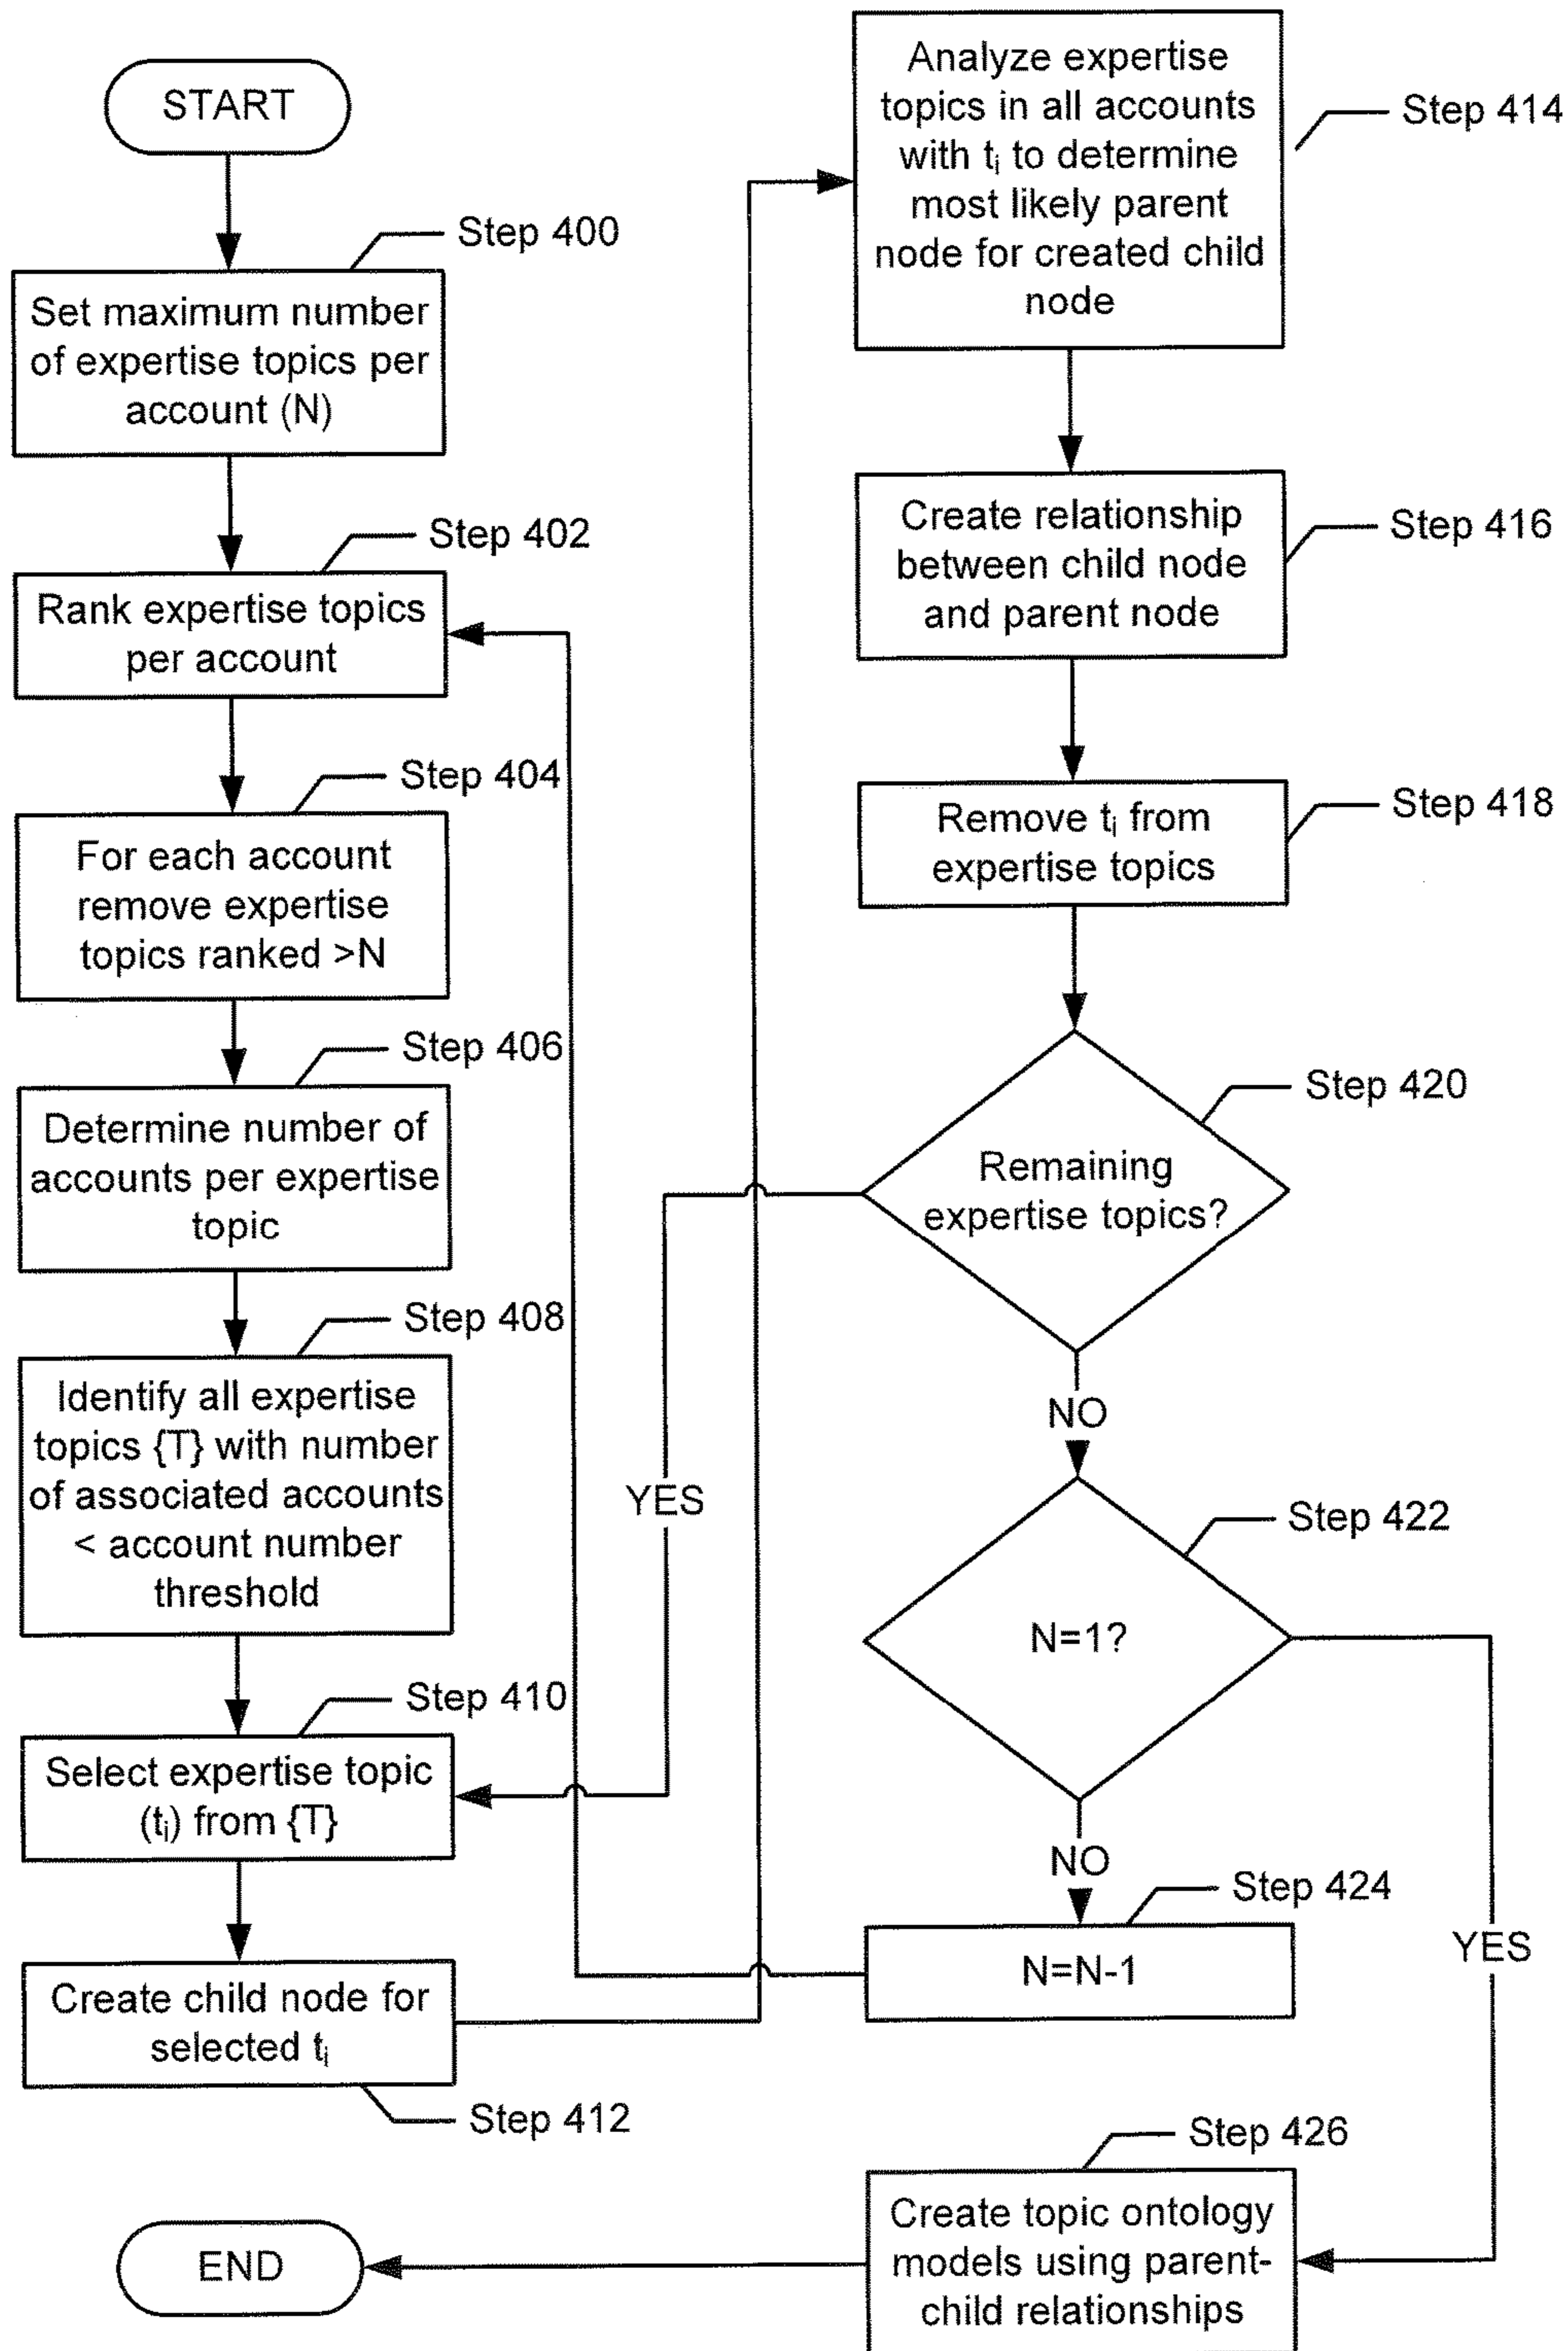 START
Step 400
Set maximum number
of expertise topics per
account (N)
Step 402
Rank expertise topics
per account
Step 404
For each account
remove expertise
topics ranked >N
Step 406
Determine number of
accounts per expertise
topic
Step 408
Identify all expertise
topics {T} with number
of associated accounts
< account number
threshold
Step 410
Select expertise topic
(tᵢ) from {T}
Create child node for
selected tᵢ
Step 412
Analyze expertise
topics in all accounts
with tᵢ to determine
most likely parent
node for created child
node
Step 414
Create relationship
between child node
and parent node
Step 416
Remove tᵢ from
expertise topics
Step 418
Step 420
Remaining
expertise topics?
YES
NO
Step 422
N=1?
NO
YES
Step 424
N=N-1
Step 426
Create topic ontology
models using parent-
child relationships
END